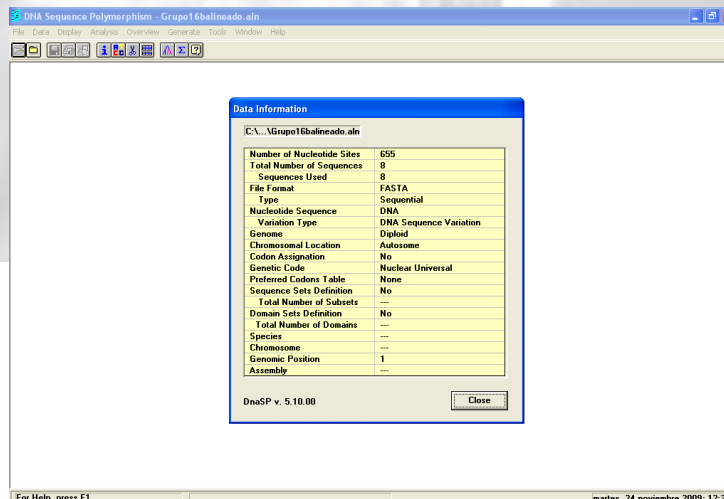 DNA Sequence Polymorphism - Grupo16balineado.aln
File Data Display Analysis Overview Generate Tools Window Help
Data Information
C:\...\Grupo16balineado.aln
Number of Nucleotide Sites 655
Total Number of Sequences 8
Sequences Used 8
File Format FASTA
Type Sequential
Nucleotide Sequence DNA
Variation Type DNA Sequence Variation
Genome Diploid
Chromosomal Location Autosome
Codon Assignation No
Genetic Code Nuclear Universal
Preferred Codons Table None
Sequence Sets Definition No
Total Number of Subsets ---
Domain Sets Definition No
Total Number of Domains ---
Species ---
Chromosome ---
Genomic Position 1
Assembly ---
DnaSP v. 5.10.00 Close
For Help, press F1 martes, 24 noviembre 2009; 12: